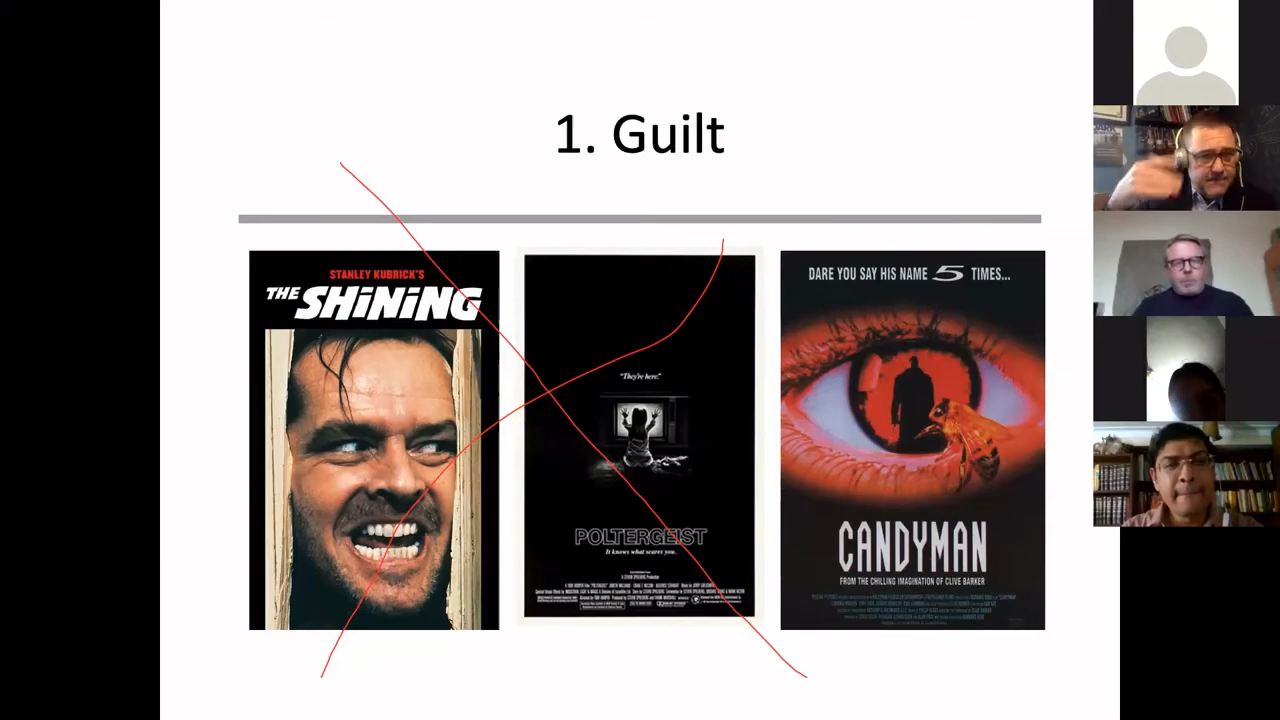 1. Guilt
STANLEY KUBRICK'S
THE SHiNiNG
"They're here."
POLTERGEIST
It knows what scares you.
DARE YOU SAY HIS NAME 5 TIMES...
CANDYMAN
FROM THE CHILLING IMAGINATION OF CLIVE BARKER